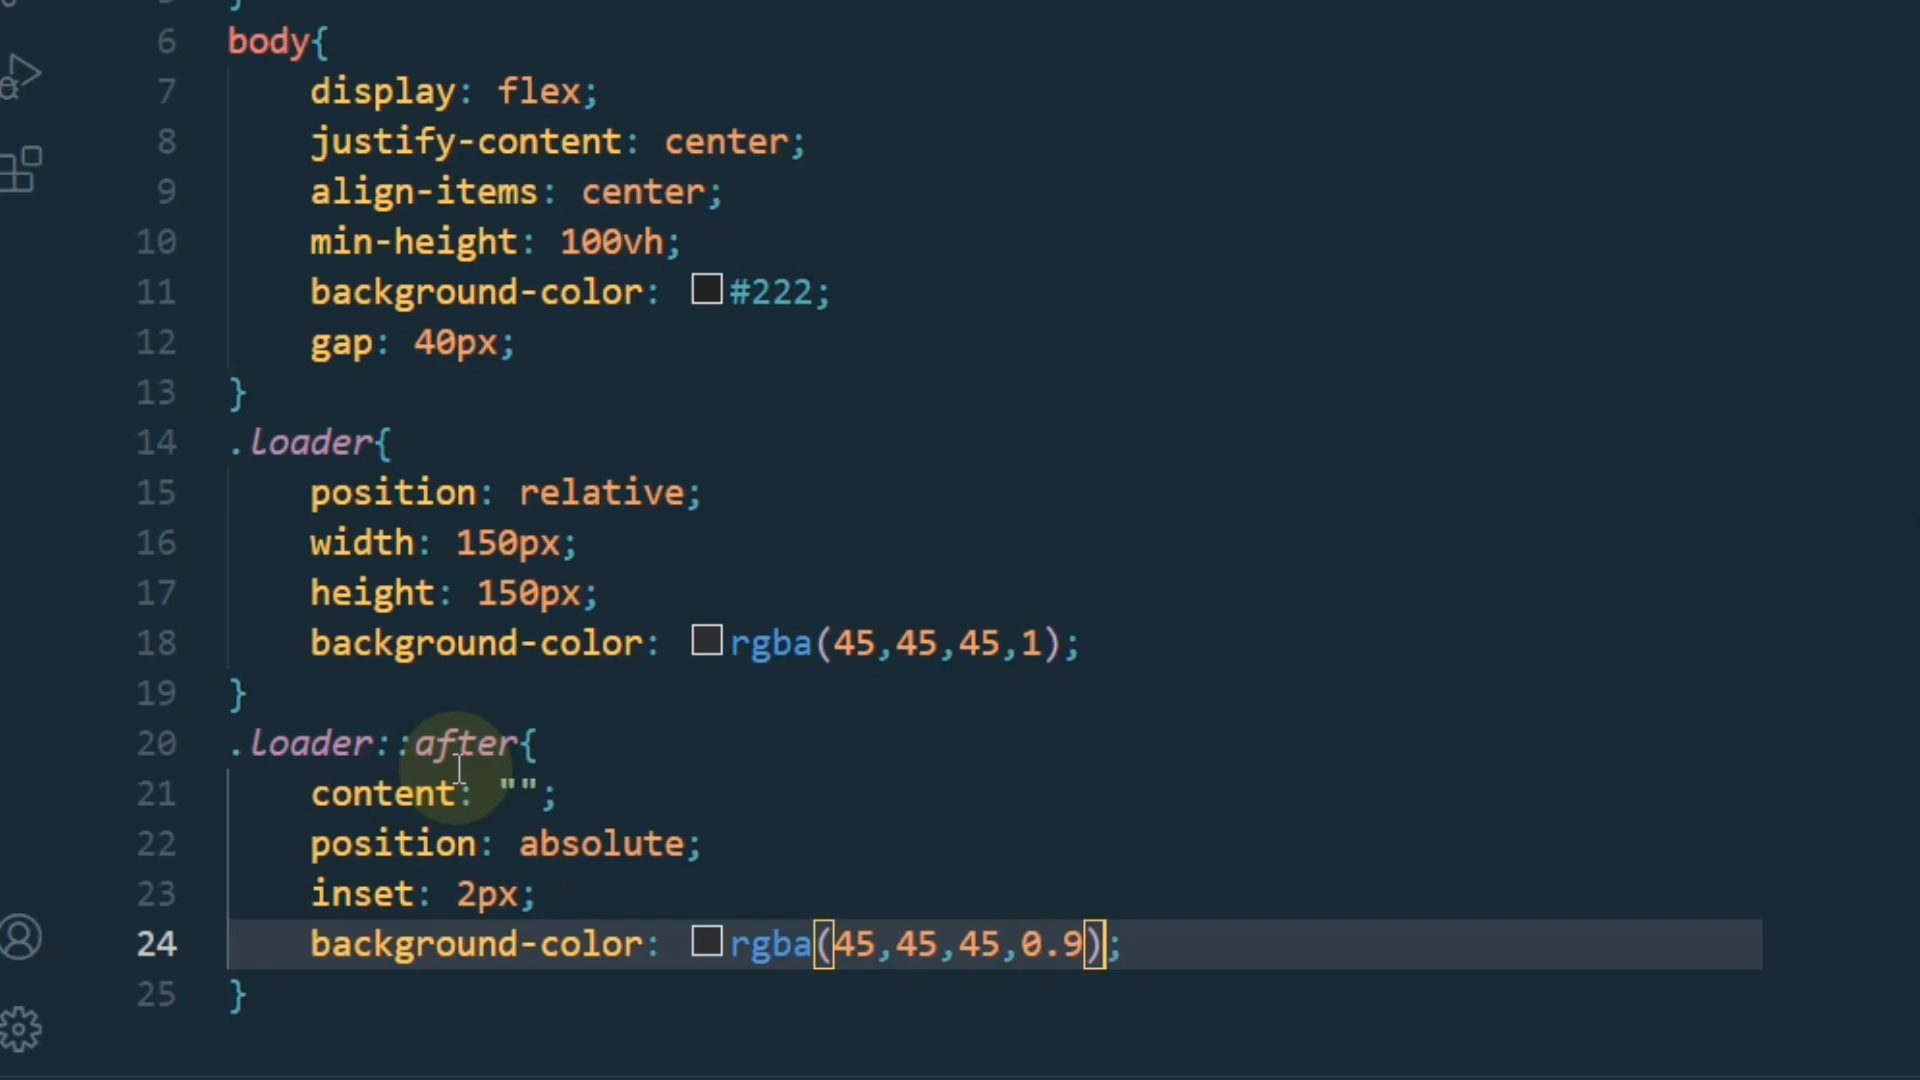 }
6 body{
7 display: flex;
8 justify-content: center;
9 align-items: center;
10 min-height: 100vh;
11 background-color: #222;
12 gap: 40px;
13 }
14 .loader{
15 position: relative;
16 width: 150px;
17 height: 150px;
18 background-color: rgba(45,45,45,1);
19 }
20 .loader::after{
21 content: "";
22 position: absolute;
23 inset: 2px;
24 background-color: rgba(45,45,45,0.9);
25 }